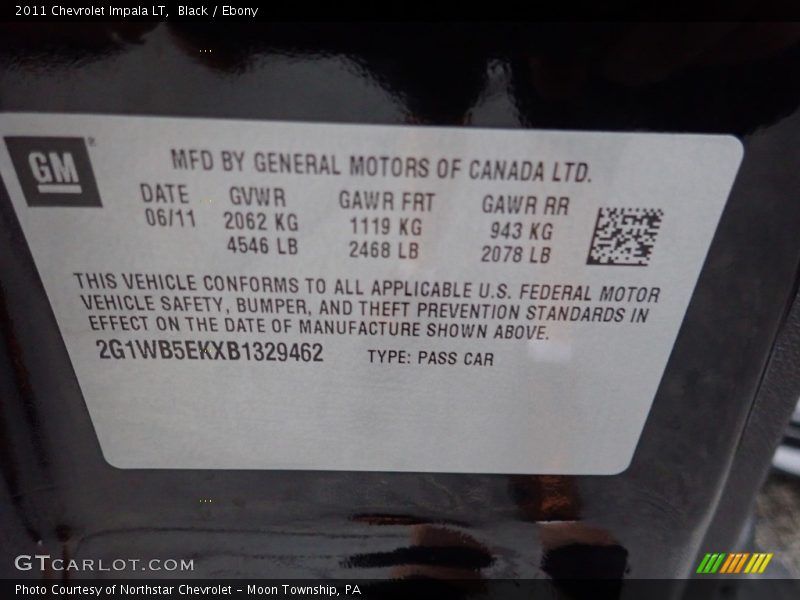 2011 Chevrolet Impala LT, Black / Ebony
GM®
MFD BY GENERAL MOTORS OF CANADA LTD.
DATE GVWR GAWR FRT GAWR RR
06/11 2062 KG 1119 KG 943 KG
4546 LB 2468 LB 2078 LB
THIS VEHICLE CONFORMS TO ALL APPLICABLE U.S. FEDERAL MOTOR
VEHICLE SAFETY, BUMPER, AND THEFT PREVENTION STANDARDS IN
EFFECT ON THE DATE OF MANUFACTURE SHOWN ABOVE.
2G1WB5EKXB1329462 TYPE: PASS CAR
GTCARLOT.COM
Photo Courtesy of Northstar Chevrolet - Moon Township, PA